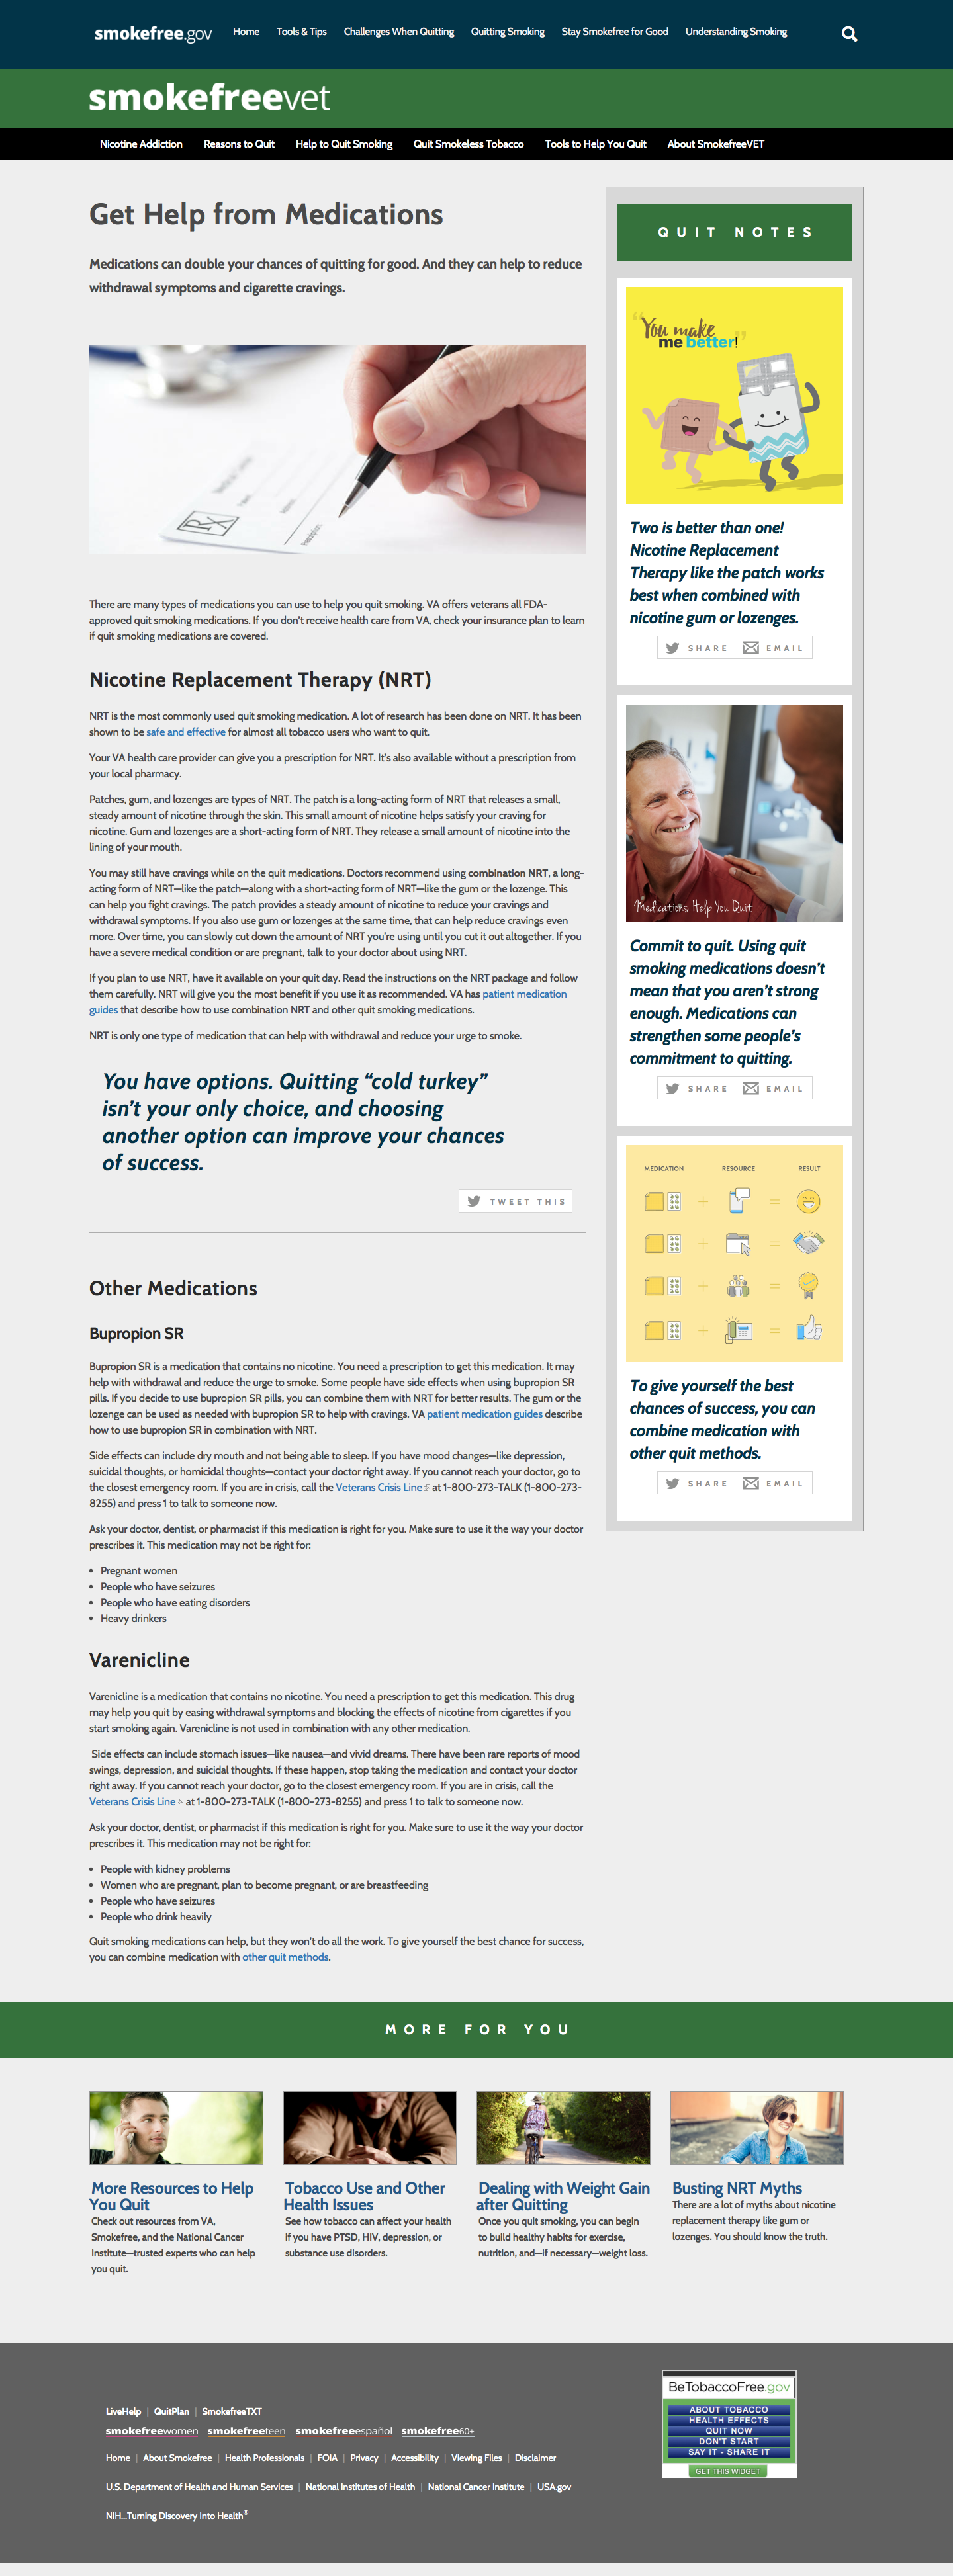 smokefree.gov
Home
Tools & Tips
Challenges When Quitting
Quitting Smoking
Stay Smokefree for Good
Understanding Smoking
smokefreevet
Nicotine Addiction
Reasons to Quit
Help to Quit Smoking
Quit Smokeless Tobacco
Tools to Help You Quit
About SmokefreeVET
Get Help from Medications
Medications can double your chances of quitting for good. And they can help to reduce
withdrawal symptoms and cigarette cravings.
Rx
There are many types of medications you can use to help you quit smoking. VA offers veterans all FDA-
approved quit smoking medications. If you don't receive health care from VA, check your insurance plan to learn
if quit smoking medications are covered.
Nicotine Replacement Therapy (NRT)
NRT is the most commonly used quit smoking medication. A lot of research has been done on NRT. It has been
shown to be safe and effective for almost all tobacco users who want to quit.
Your VA health care provider can give you a prescription for NRT. It's also available without a prescription from
your local pharmacy.
Patches, gum, and lozenges are types of NRT. The patch is a long-acting form of NRT that releases a small,
steady amount of nicotine through the skin. This small amount of nicotine helps satisfy your craving for
nicotine. Gum and lozenges are a short-acting form of NRT. They release a small amount of nicotine into the
lining of your mouth.
You may still have cravings while on the quit medications. Doctors recommend using combination NRT, a long-
acting form of NRT—like the patch—along with a short-acting form of NRT—like the gum or the lozenge. This
can help you fight cravings. The patch provides a steady amount of nicotine to reduce your cravings and
withdrawal symptoms. If you also use gum or lozenges at the same time, that can help reduce cravings even
more. Over time, you can slowly cut down the amount of NRT you're using until you cut it out altogether. If you
have a severe medical condition or are pregnant, talk to your doctor about using NRT.
If you plan to use NRT, have it available on your quit day. Read the instructions on the NRT package and follow
them carefully. NRT will give you the most benefit if you use it as recommended. VA has patient medication
guides that describe how to use combination NRT and other quit smoking medications.
NRT is only one type of medication that can help with withdrawal and reduce your urge to smoke.
You have options. Quitting “cold turkey”
isn't your only choice, and choosing
another option can improve your chances
of success.
TWEET THIS
Other Medications
Bupropion SR
Bupropion SR is a medication that contains no nicotine. You need a prescription to get this medication. It may
help with withdrawal and reduce the urge to smoke. Some people have side effects when using bupropion SR
pills. If you decide to use bupropion SR pills, you can combine them with NRT for better results. The gum or the
lozenge can be used as needed with bupropion SR to help with cravings. VA patient medication guides describe
how to use bupropion SR in combination with NRT.
Side effects can include dry mouth and not being able to sleep. If you have mood changes—like depression,
suicidal thoughts, or homicidal thoughts—contact your doctor right away. If you cannot reach your doctor, go to
the closest emergency room. If you are in crisis, call the Veterans Crisis Line at 1-800-273-TALK (1-800-273-
8255) and press 1 to talk to someone now.
Ask your doctor, dentist, or pharmacist if this medication is right for you. Make sure to use it the way your doctor
prescribes it. This medication may not be right for:
• Pregnant women
• People who have seizures
• People who have eating disorders
• Heavy drinkers
Varenicline
Varenicline is a medication that contains no nicotine. You need a prescription to get this medication. This drug
may help you quit by easing withdrawal symptoms and blocking the effects of nicotine from cigarettes if you
start smoking again. Varenicline is not used in combination with any other medication.
Side effects can include stomach issues—like nausea—and vivid dreams. There have been rare reports of mood
swings, depression, and suicidal thoughts. If these happen, stop taking the medication and contact your doctor
right away. If you cannot reach your doctor, go to the closest emergency room. If you are in crisis, call the
Veterans Crisis Line at 1-800-273-TALK (1-800-273-8255) and press 1 to talk to someone now.
Ask your doctor, dentist, or pharmacist if this medication is right for you. Make sure to use it the way your doctor
prescribes it. This medication may not be right for:
• People with kidney problems
• Women who are pregnant, plan to become pregnant, or are breastfeeding
• People who have seizures
• People who drink heavily
Quit smoking medications can help, but they won't do all the work. To give yourself the best chance for success,
you can combine medication with other quit methods.
QUIT NOTES
“You make
me better!”
Two is better than one!
Nicotine Replacement
Therapy like the patch works
best when combined with
nicotine gum or lozenges.
SHARE EMAIL
Medications Help You Quit
Commit to quit. Using quit
smoking medications doesn't
mean that you aren't strong
enough. Medications can
strengthen some people's
commitment to quitting.
SHARE EMAIL
MEDICATION RESOURCE RESULT
+ =
+ =
+ =
+ =
To give yourself the best
chances of success, you can
combine medication with
other quit methods.
SHARE EMAIL
MORE FOR YOU
More Resources to Help
You Quit
Check out resources from VA,
Smokefree, and the National Cancer
Institute—trusted experts who can help
you quit.
Tobacco Use and Other
Health Issues
See how tobacco can affect your health
if you have PTSD, HIV, depression, or
substance use disorders.
Dealing with Weight Gain
after Quitting
Once you quit smoking, you can begin
to build healthy habits for exercise,
nutrition, and—if necessary—weight loss.
Busting NRT Myths
There are a lot of myths about nicotine
replacement therapy like gum or
lozenges. You should know the truth.
LiveHelp | QuitPlan | SmokefreeTXT
smokefreewomen smokefreeteen smokefreeespañol smokefree60+
Home | About Smokefree | Health Professionals | FOIA | Privacy | Accessibility | Viewing Files | Disclaimer
U.S. Department of Health and Human Services | National Institutes of Health | National Cancer Institute | USA.gov
NIH...Turning Discovery Into Health®
BeTobaccoFree.gov
ABOUT TOBACCO
HEALTH EFFECTS
QUIT NOW
DON'T START
SAY IT - SHARE IT
GET THIS WIDGET